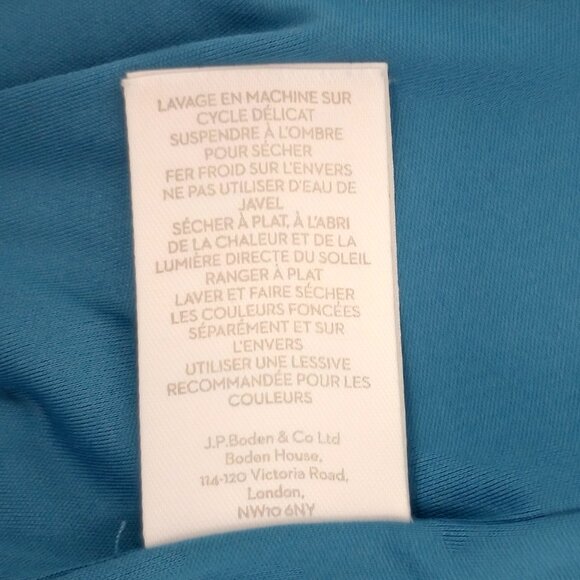 LAVAGE EN MACHINE SUR
CYCLE DÉLICAT
SUSPENDRE À L'OMBRE
POUR SÉCHER
FER FROID SUR L'ENVERS
NE PAS UTILISER D'EAU DE
JAVEL
SÉCHER À PLAT, À L'ABRI
DE LA CHALEUR ET DE LA
LUMIÈRE DIRECTE DU SOLEIL
RANGER À PLAT
LAVER ET FAIRE SÉCHER
LES COULEURS FONCÉES
SÉPARÉMENT ET SUR
L'ENVERS
UTILISER UNE LESSIVE
RECOMMANDÉE POUR LES
COULEURS
J.P.Boden & Co Ltd
Boden House,
114-120 Victoria Road,
London,
NW10 6NY